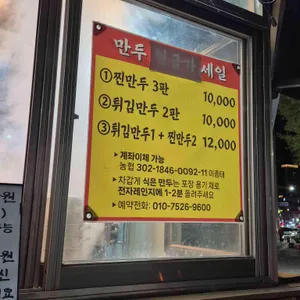 만두 세일
①찐만두 3판 10,000
②튀김만두 2판 10,000
③튀김만두1 + 찐만두2 12,000
▸계좌이체 가능
농협 302-1846-0092-11 이종태
▸차갑게 식은 만두는 포장 용기 채로
전자레인지에 1-2분 돌려주세요
▸예약전화: 010-7526-9600
원
)
능
원
신